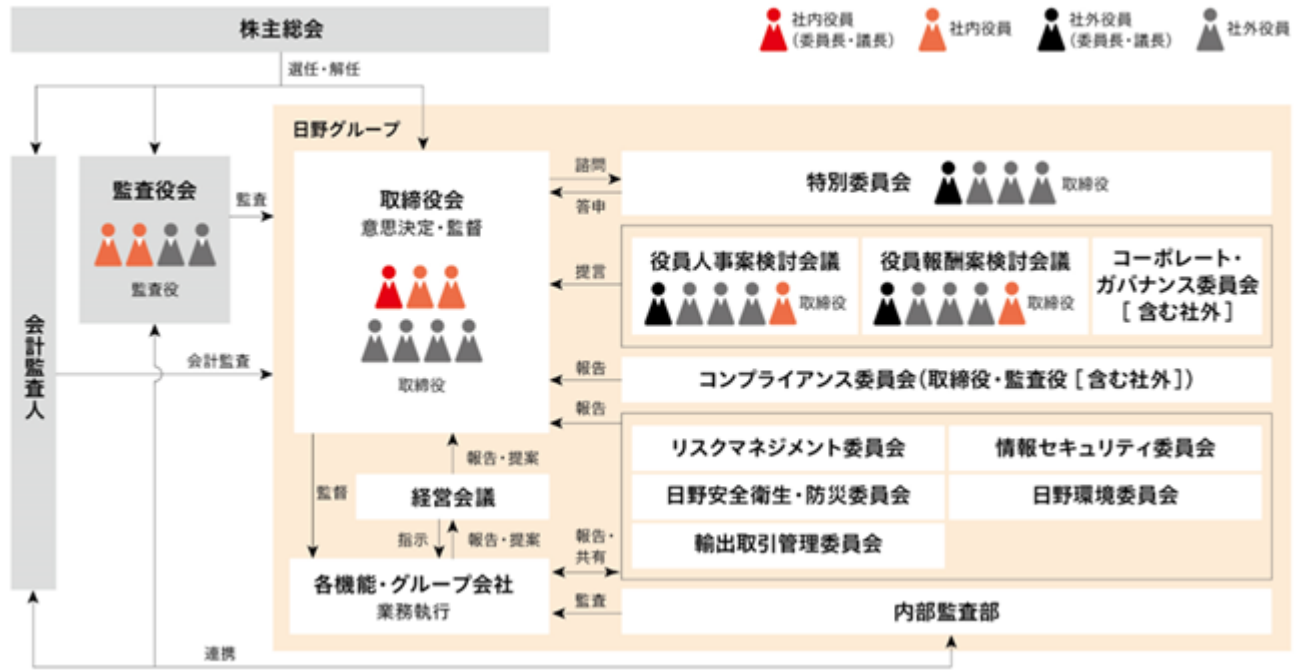 株主総会
社内役員
(委員長・議長)
社内役員
社外役員
(委員長・議長)
社外役員
選任・解任
日野グループ
会計監査人
監査役会
監査役
監査
会計監査
取締役会
意思決定・監督
取締役
諮問
答申
特別委員会
取締役
提言
役員人事案検討会議
取締役
役員報酬案検討会議
取締役
コーポレート・
ガバナンス委員会
[ 含む社外 ]
報告
コンプライアンス委員会(取締役・監査役 [ 含む社外 ])
報告
リスクマネジメント委員会
情報セキュリティ委員会
日野安全衛生・防災委員会
日野環境委員会
輸出取引管理委員会
報告・提案
監督
経営会議
指示
報告・提案
報告・
共有
各機能・グループ会社
業務執行
監査
内部監査部
連携